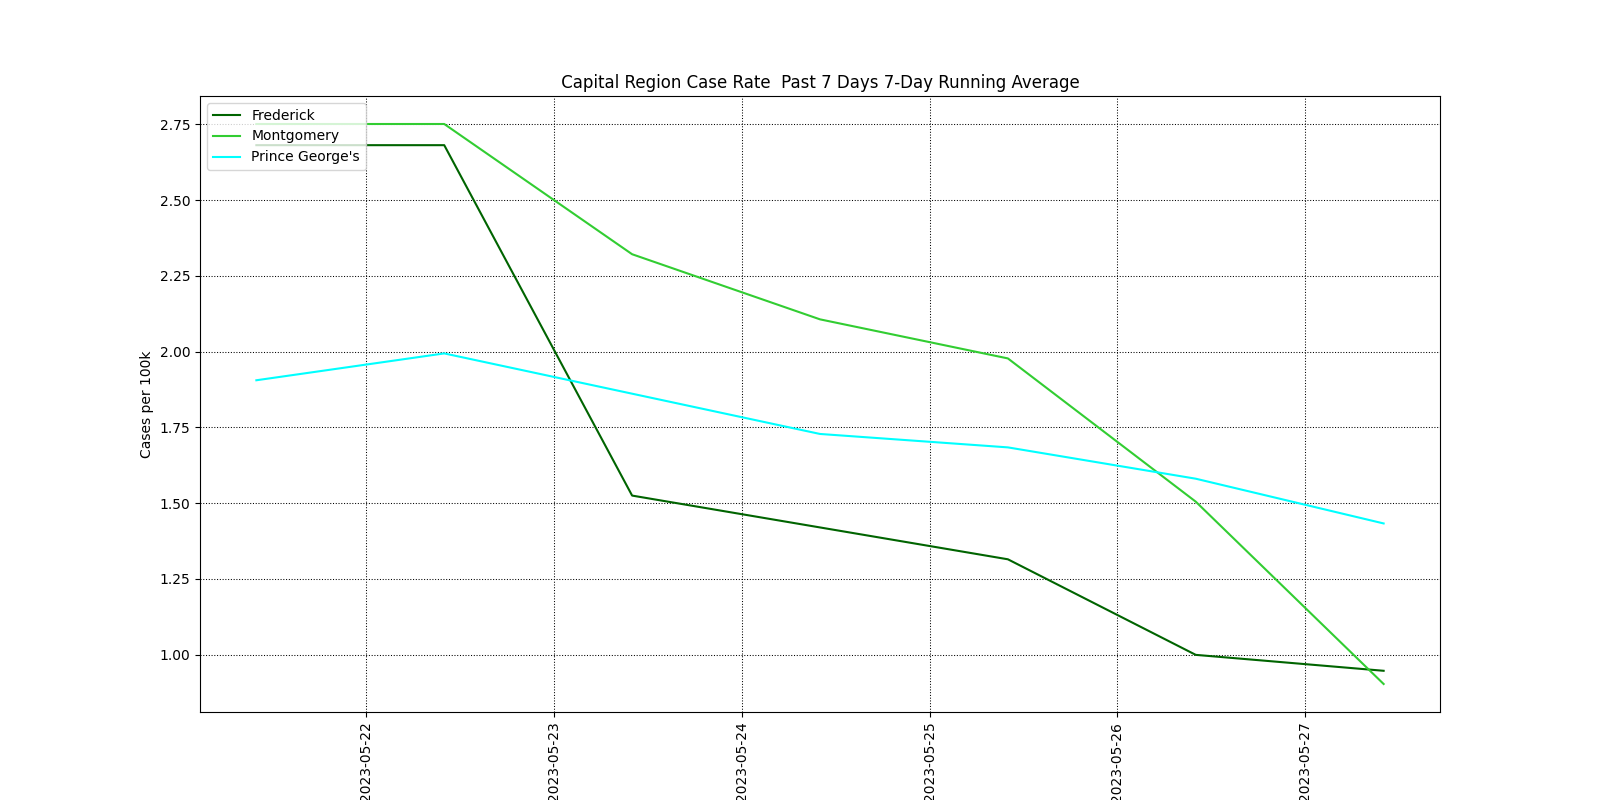 Capital Region Case Rate  Past 7 Days 7-Day Running Average
Frederick
Montgomery
Prince George's
Cases per 100k
2.75
2.50
2.25
2.00
1.75
1.50
1.25
1.00
2023-05-22
2023-05-23
2023-05-24
2023-05-25
2023-05-26
2023-05-27